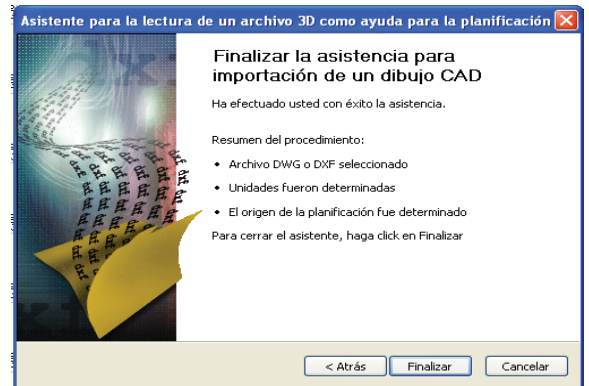 Asistente para la lectura de un archivo 3D como ayuda para la planificación
Finalizar la asistencia para
importación de un dibujo CAD
Ha efectuado usted con éxito la asistencia.
Resumen del procedimiento:
• Archivo DWG o DXF seleccionado
• Unidades fueron determinadas
• El origen de la planificación fue determinado
Para cerrar el asistente, haga click en Finalizar
< Atrás
Finalizar
Cancelar